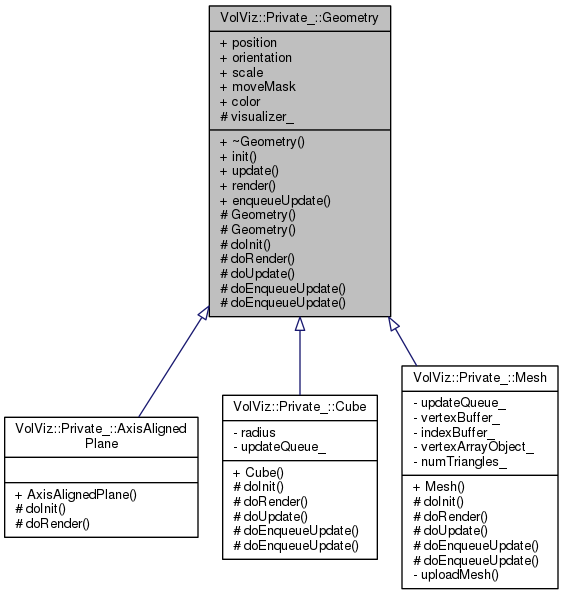 VolViz::Private_::Geometry
+ position
+ orientation
+ scale
+ moveMask
+ color
# visualizer_
+ ~Geometry()
+ init()
+ update()
+ render()
+ enqueueUpdate()
# Geometry()
# Geometry()
# doInit()
# doRender()
# doUpdate()
# doEnqueueUpdate()
# doEnqueueUpdate()
VolViz::Private_::AxisAligned
Plane
+ AxisAlignedPlane()
# doInit()
# doRender()
VolViz::Private_::Cube
- radius
- updateQueue_
+ Cube()
# doInit()
# doRender()
# doUpdate()
# doEnqueueUpdate()
# doEnqueueUpdate()
VolViz::Private_::Mesh
- updateQueue_
- vertexBuffer_
- indexBuffer_
- vertexArrayObject_
- numTriangles_
+ Mesh()
# doInit()
# doRender()
# doUpdate()
# doEnqueueUpdate()
# doEnqueueUpdate()
- uploadMesh()